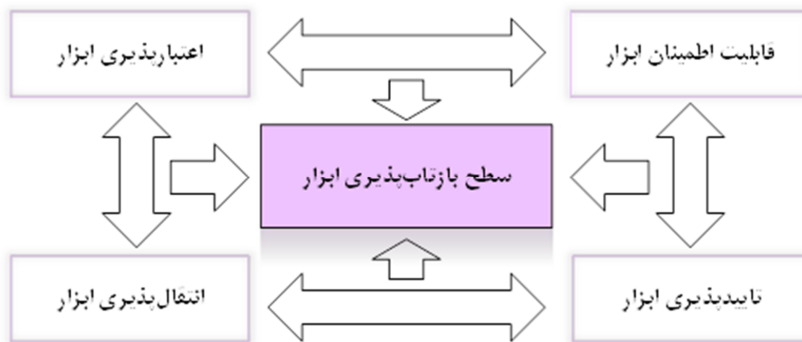 قابلیت اطمینان ابزار
اعتبارپذیری ابزار
سطح بازتاب‌پذیری ابزار
تاییدپذیری ابزار
انتقال‌پذیری ابزار